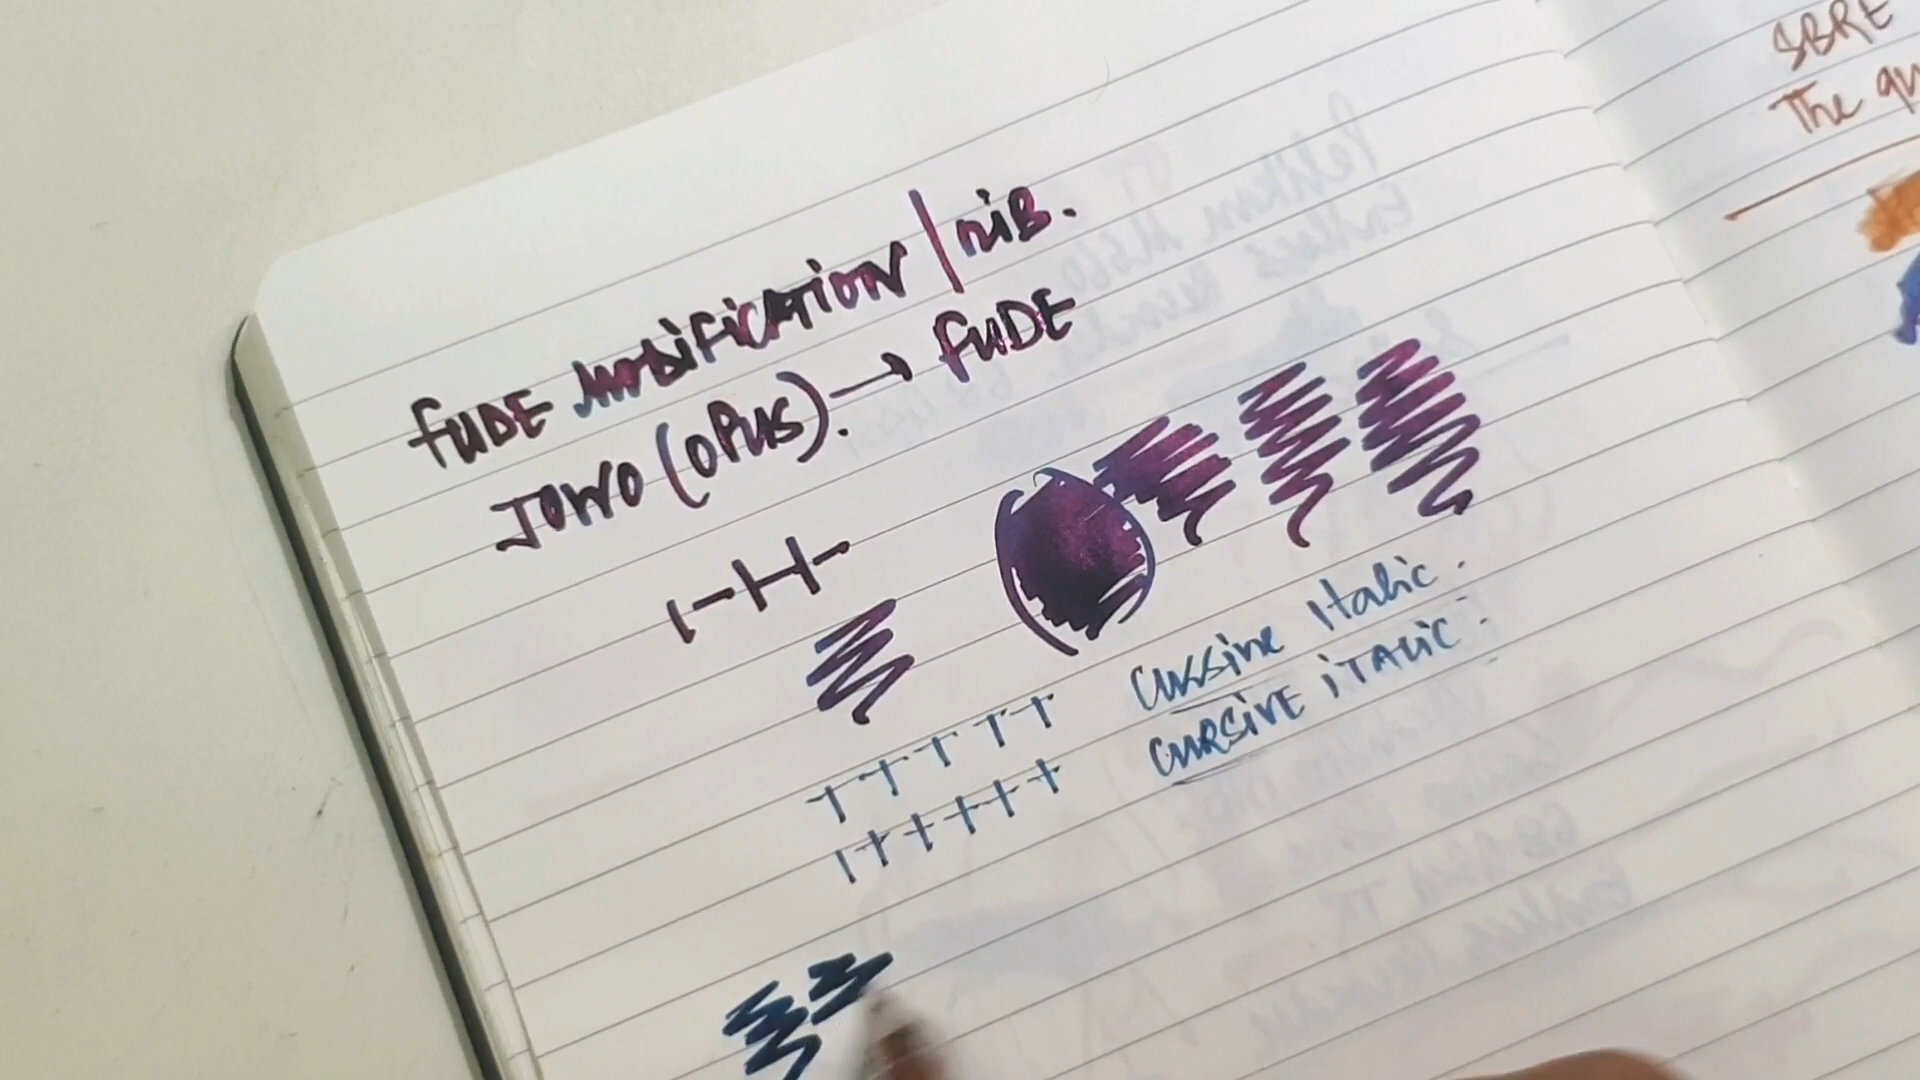 FUDE MODIFICATION / NIB.
JOWO (OPUS). → FUDE
Cursive Italic.
CURSIVE ITALIC.
SBRE
The